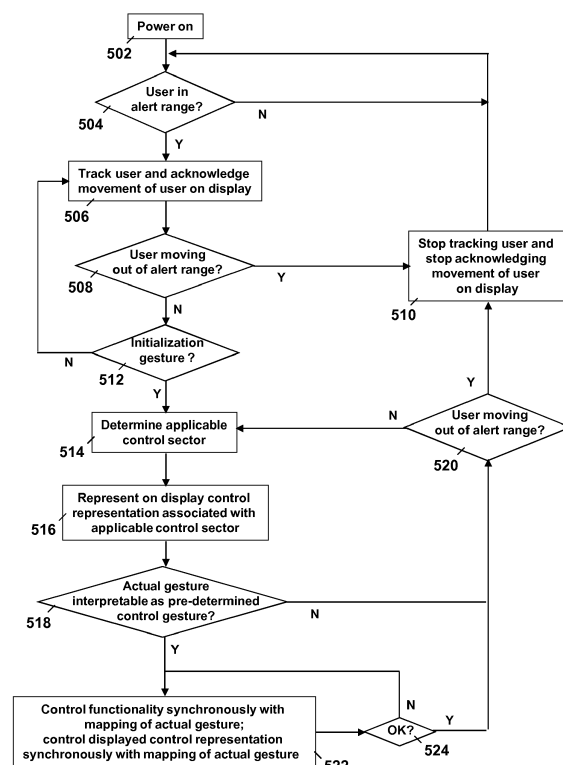 Power on
502
User in
alert range?
504
N
Y
Track user and acknowledge
movement of user on display
506
User moving
out of alert range?
508
Y
N
Stop tracking user and
stop acknowledging
movement of user
on display
510
Initialization
gesture ?
512
N
Y
Determine applicable
control sector
514
User moving
out of alert range?
520
N
Y
Represent on display control
representation associated with
applicable control sector
516
Actual gesture
interpretable as pre-determined
control gesture?
518
N
Y
Control functionality synchronously with
mapping of actual gesture;
control displayed control representation
synchronously with mapping of actual gesture
OK?
524
N
Y